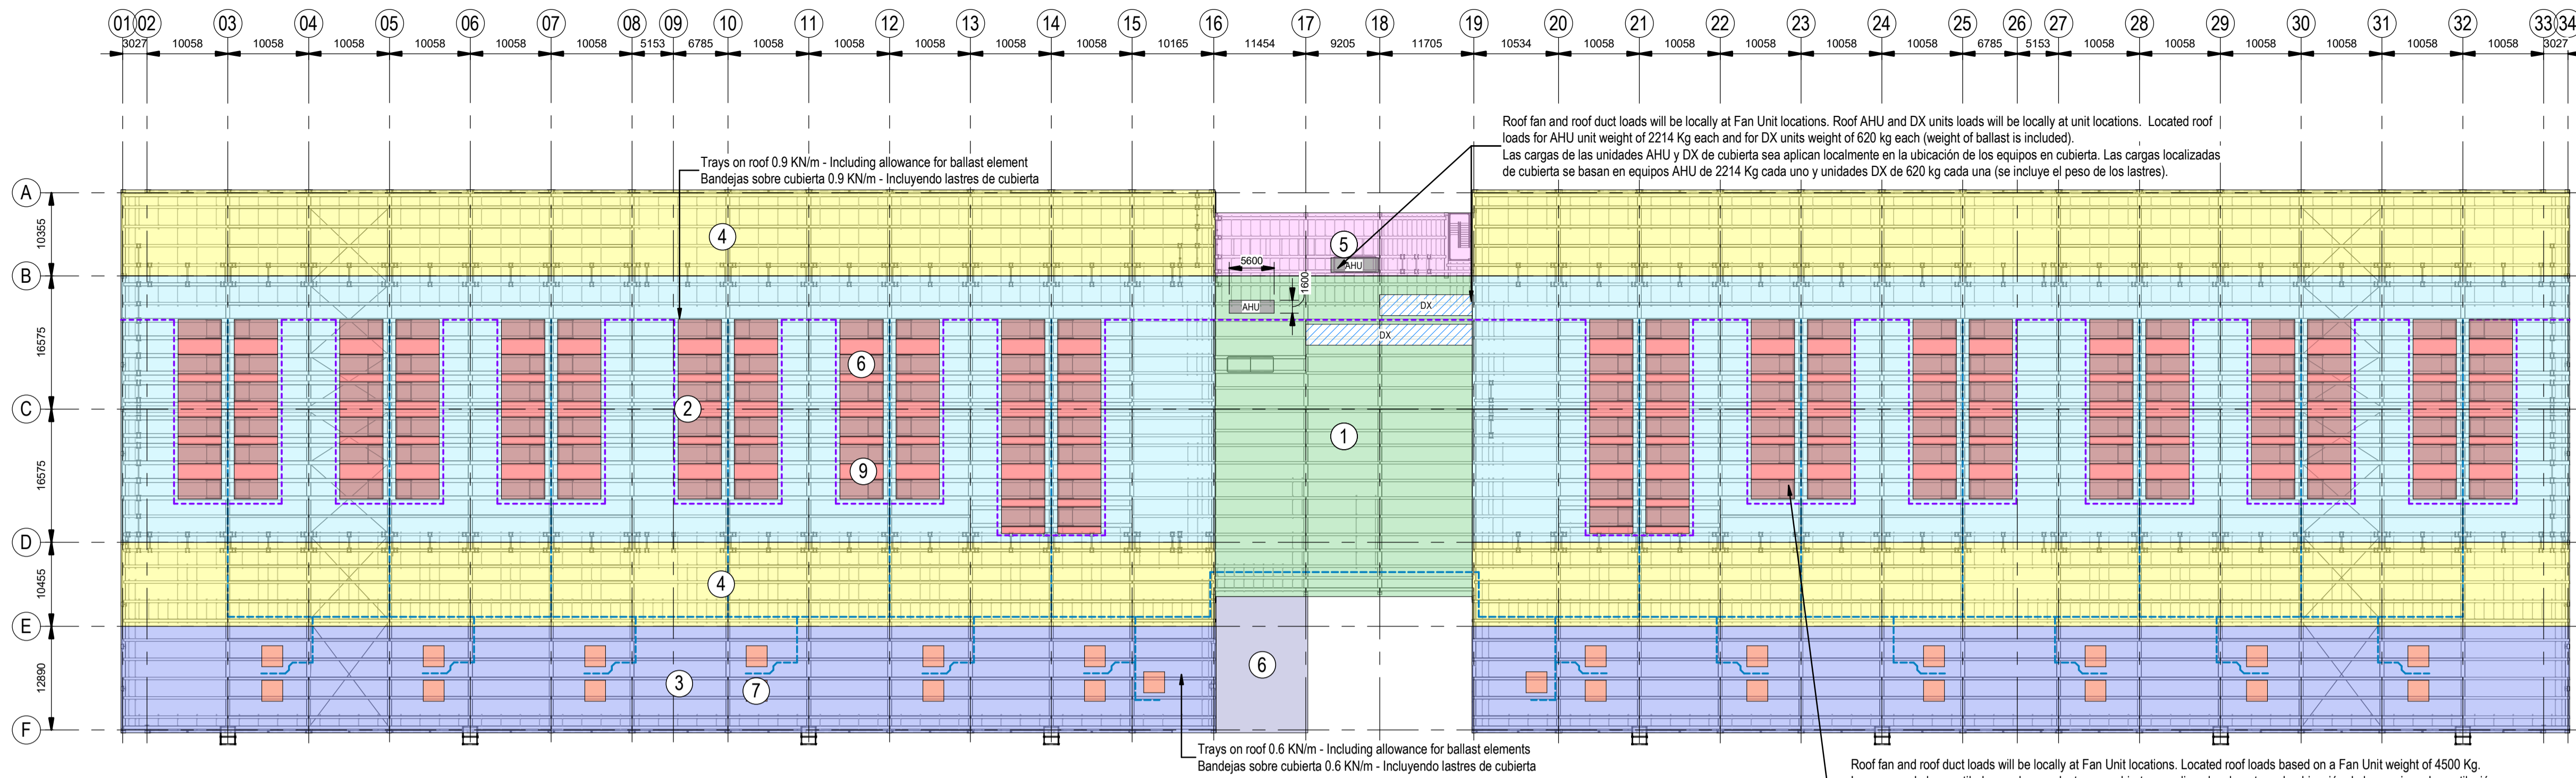 01 02 03 04 05 06 07 08 09 10 11 12 13 14 15 16 17 18 19 20 21 22 23 24 25 26 27 28 29 30 31 32 33 34
3027 10058 10058 10058 10058 10058 10058 5153 6785 10058 10058 10058 10058 10058 10165 11454 9205 11705 10534 10058 10058 10058 10058 10058 6785 5153 10058 10058 10058 10058 10058 10058 3027
Roof fan and roof duct loads will be locally at Fan Unit locations. Roof AHU and DX units loads will be locally at unit locations. Located roof
loads for AHU unit weight of 2214 Kg each and for DX units weight of 620 kg each (weight of ballast is included).
Las cargas de las unidades AHU y DX de cubierta sea aplican localmente en la ubicación de los equipos en cubierta. Las cargas localizadas
de cubierta se basan en equipos AHU de 2214 Kg cada uno y unidades DX de 620 kg cada una (se incluye el peso de los lastres).
Trays on roof 0.9 KN/m - Including allowance for ballast element
Bandejas sobre cubierta 0.9 KN/m - Incluyendo lastres de cubierta
A
10355
4
5
AHU
5600
1600
B
AHU
DX
DX
16575
6
2
C
1
9
16575
D
4
10455
E
6
3
7
12890
F
Trays on roof 0.6 KN/m - Including allowance for ballast elements
Bandejas sobre cubierta 0.6 KN/m - Incluyendo lastres de cubierta
Roof fan and roof duct loads will be locally at Fan Unit locations. Located roof loads based on a Fan Unit weight of 4500 Kg.